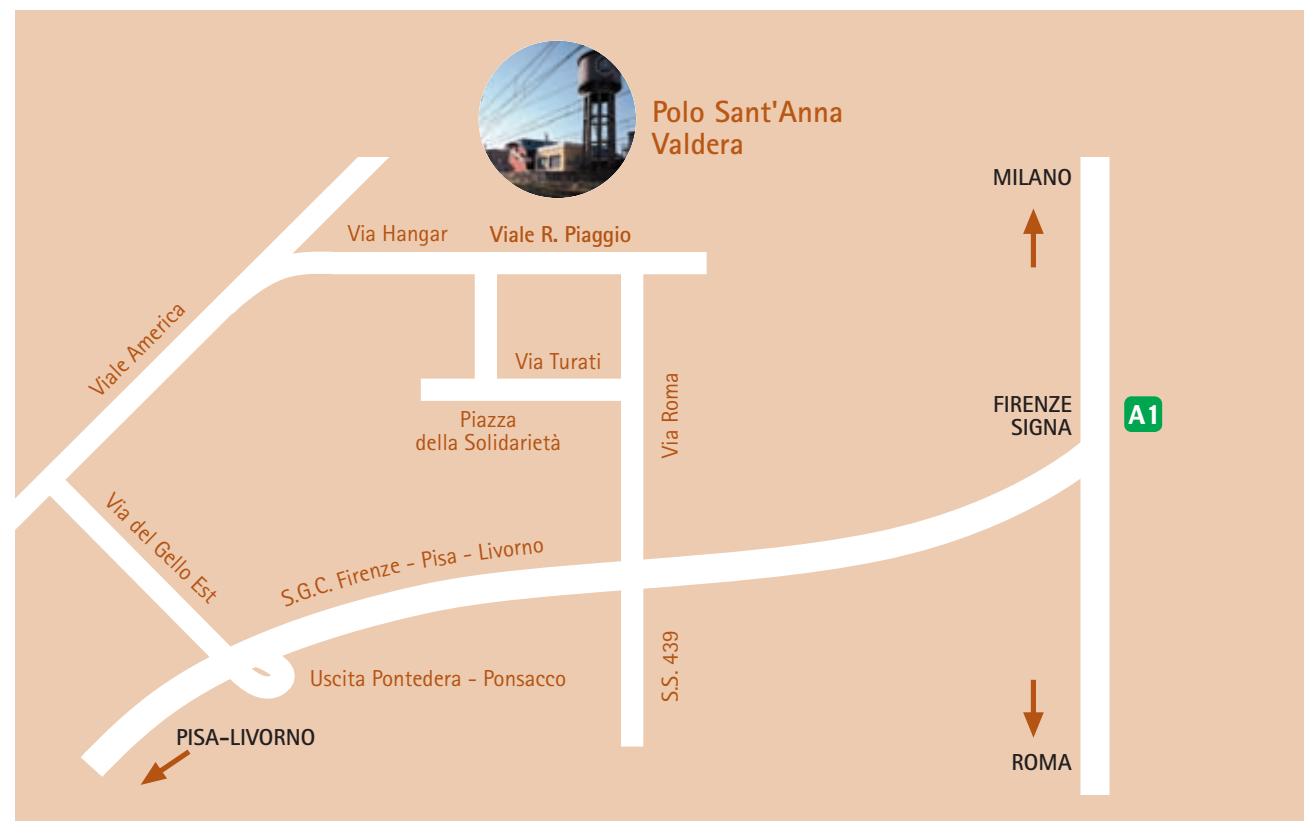 Polo Sant'Anna
Valdera
MILANO
Via Hangar
Viale R. Piaggio
Viale America
Via Turati
Via Roma
FIRENZE
SIGNA
A1
Piazza
della Solidarietà
Via del Gello Est
S.G.C. Firenze - Pisa - Livorno
S.S. 439
Uscita Pontedera - Ponsacco
PISA-LIVORNO
ROMA